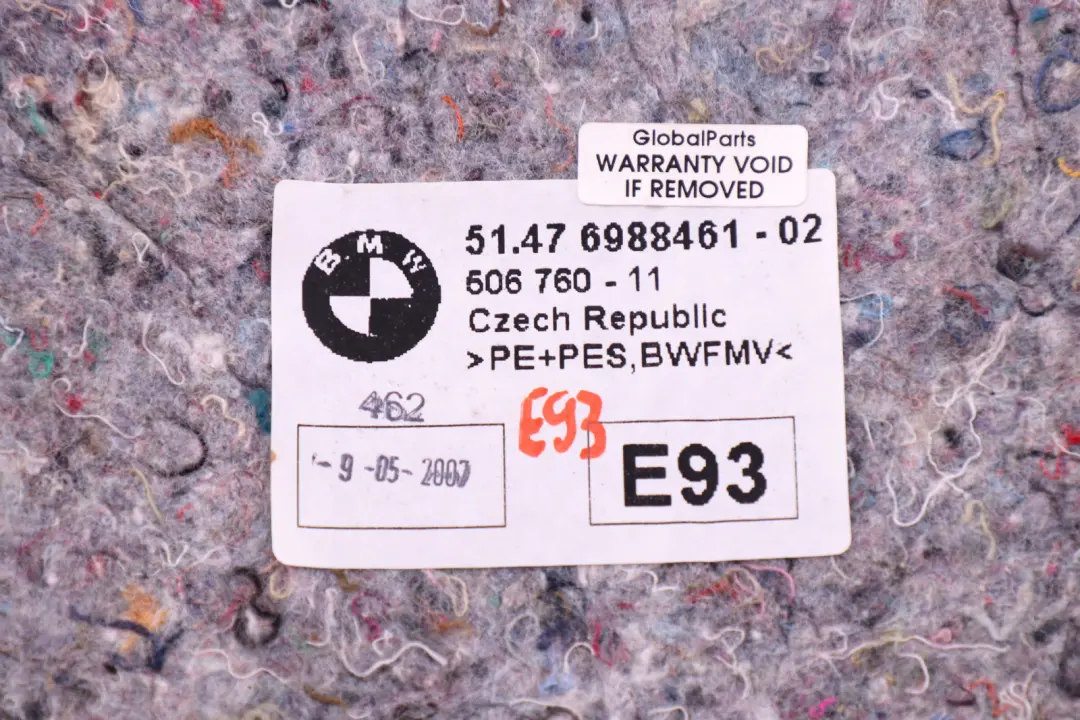 GlobalParts
WARRANTY VOID
IF REMOVED
BMW
51.47 6988461 - 02
506 760 - 11
Czech Republic
>PE+PES,BWFMV<
462
E93
- 9 -05- 2007
E93